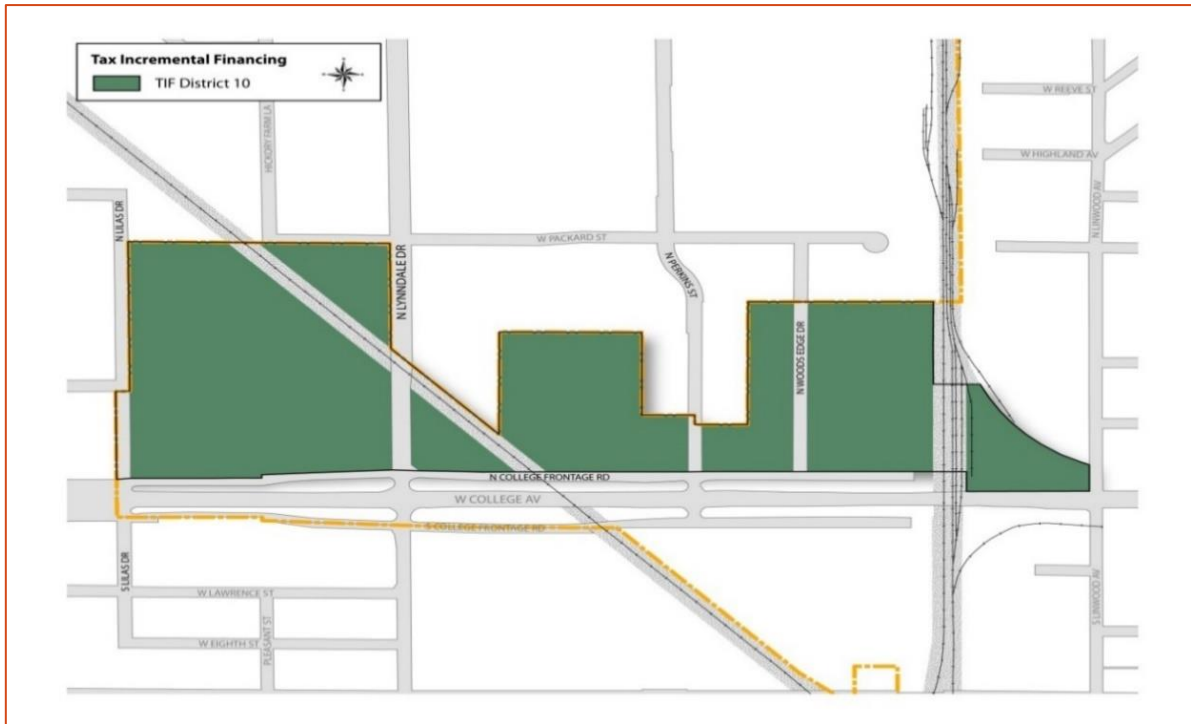 Tax Incremental Financing
TIF District 10
HICKORY FARM LA
W REEVE ST
W HIGHLAND AV
N LILAS DR
N LINWOOD AV
W PACKARD ST
N LYNNDALE DR
N PERKINS ST
N WOODS EDGE DR
N COLLEGE FRONTAGE RD
W COLLEGE AV
S COLLEGE FRONTAGE RD
S LILAS DR
W LAWRENCE ST
PLEASANT ST
W EIGHTH ST
S LINWOOD AV